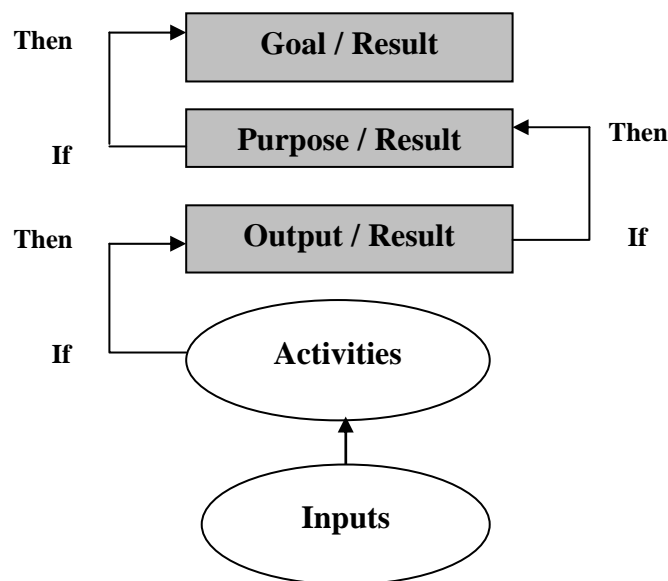 Then
Goal / Result
If
Purpose / Result
Then
Then
Output / Result
If
If
Activities
Inputs